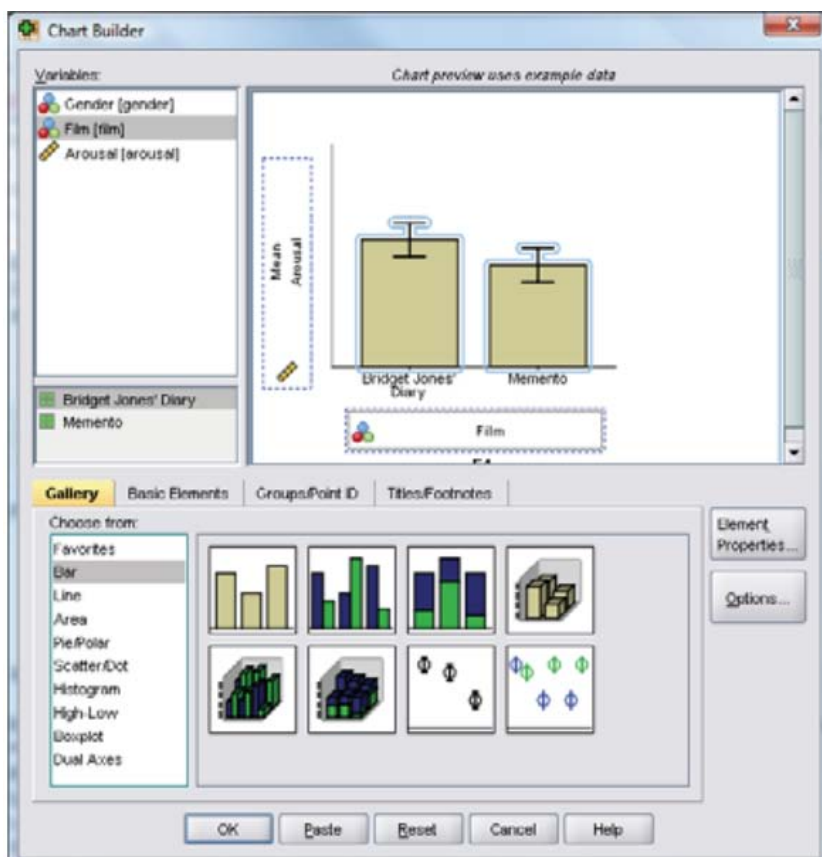 Chart Builder
Variables:
Chart preview uses example data
Gender [gender]
Film [film]
Arousal [arousal]
Mean
Arousal
Bridget Jones'
Diary
Memento
Film
Bridget Jones' Diary
Memento
Gallery
Basic Elements
Groups/Point ID
Titles/Footnotes
Choose from:
Favorites
Bar
Line
Area
Pie/Polar
Scatter/Dot
Histogram
High-Low
Boxplot
Dual Axes
Element
Properties...
Options...
OK
Paste
Reset
Cancel
Help